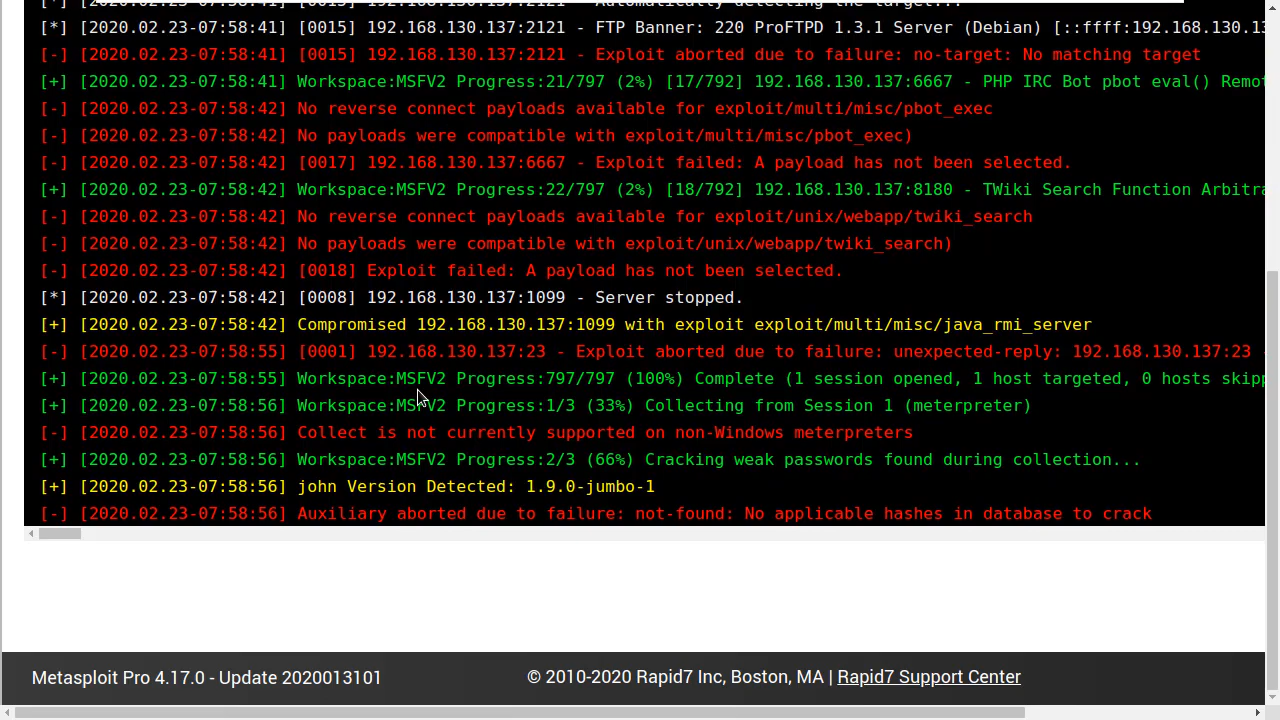 [*] [2020.02.23-07:58:41] [0015] 192.168.130.137:2121 - Automatically detecting the target...
[*] [2020.02.23-07:58:41] [0015] 192.168.130.137:2121 - FTP Banner: 220 ProFTPD 1.3.1 Server (Debian) [::ffff:192.168.130.13
[-] [2020.02.23-07:58:41] [0015] 192.168.130.137:2121 - Exploit aborted due to failure: no-target: No matching target
[+] [2020.02.23-07:58:41] Workspace:MSFV2 Progress:21/797 (2%) [17/792] 192.168.130.137:6667 - PHP IRC Bot pbot eval() Remot
[-] [2020.02.23-07:58:42] No reverse connect payloads available for exploit/multi/misc/pbot_exec
[-] [2020.02.23-07:58:42] No payloads were compatible with exploit/multi/misc/pbot_exec)
[-] [2020.02.23-07:58:42] [0017] 192.168.130.137:6667 - Exploit failed: A payload has not been selected.
[+] [2020.02.23-07:58:42] Workspace:MSFV2 Progress:22/797 (2%) [18/792] 192.168.130.137:8180 - TWiki Search Function Arbitra
[-] [2020.02.23-07:58:42] No reverse connect payloads available for exploit/unix/webapp/twiki_search
[-] [2020.02.23-07:58:42] No payloads were compatible with exploit/unix/webapp/twiki_search)
[-] [2020.02.23-07:58:42] [0018] Exploit failed: A payload has not been selected.
[*] [2020.02.23-07:58:42] [0008] 192.168.130.137:1099 - Server stopped.
[+] [2020.02.23-07:58:42] Compromised 192.168.130.137:1099 with exploit exploit/multi/misc/java_rmi_server
[-] [2020.02.23-07:58:55] [0001] 192.168.130.137:23 - Exploit aborted due to failure: unexpected-reply: 192.168.130.137:23 -
[+] [2020.02.23-07:58:55] Workspace:MSFV2 Progress:797/797 (100%) Complete (1 session opened, 1 host targeted, 0 hosts skipp
[+] [2020.02.23-07:58:56] Workspace:MSFV2 Progress:1/3 (33%) Collecting from Session 1 (meterpreter)
[-] [2020.02.23-07:58:56] Collect is not currently supported on non-Windows meterpreters
[+] [2020.02.23-07:58:56] Workspace:MSFV2 Progress:2/3 (66%) Cracking weak passwords found during collection...
[+] [2020.02.23-07:58:56] john Version Detected: 1.9.0-jumbo-1
[-] [2020.02.23-07:58:56] Auxiliary aborted due to failure: not-found: No applicable hashes in database to crack
Metasploit Pro 4.17.0 - Update 2020013101
© 2010-2020 Rapid7 Inc, Boston, MA | Rapid7 Support Center